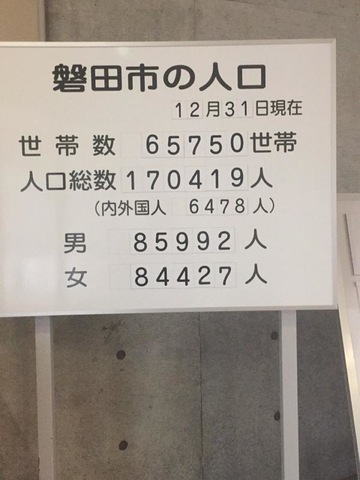 磐田市の人口
12月31日現在
世帯数 65750世帯
人口総数170419人
(内外国人 6478人)
男 85992人
女 84427人